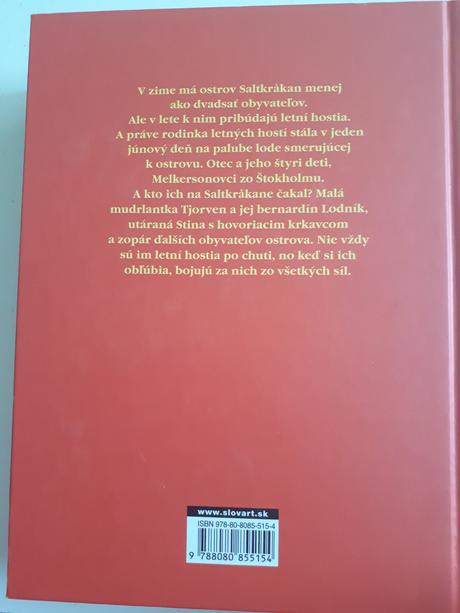 V zime má ostrov Saltkråkan menej
ako dvadsať obyvateľov.
Ale v lete k nim pribúdajú letní hostia.
A práve rodinka letných hostí stála v jeden
júnový deň na palube lode smerujúcej
k ostrovu. Otec a jeho štyri deti,
Melkersonovci zo Štokholmu.
A kto ich na Saltkråkane čakal? Malá
mudrlantka Tjorven a jej bernardín Lodník,
utáraná Stina s hovoriacim krkavcom
a zopár ďalších obyvateľov ostrova. Nie vždy
sú im letní hostia po chuti, no keď si ich
obľúbia, bojujú za nich zo všetkých síl.
www.slovart.sk
ISBN 978-80-8085-515-4
9 788080 855154